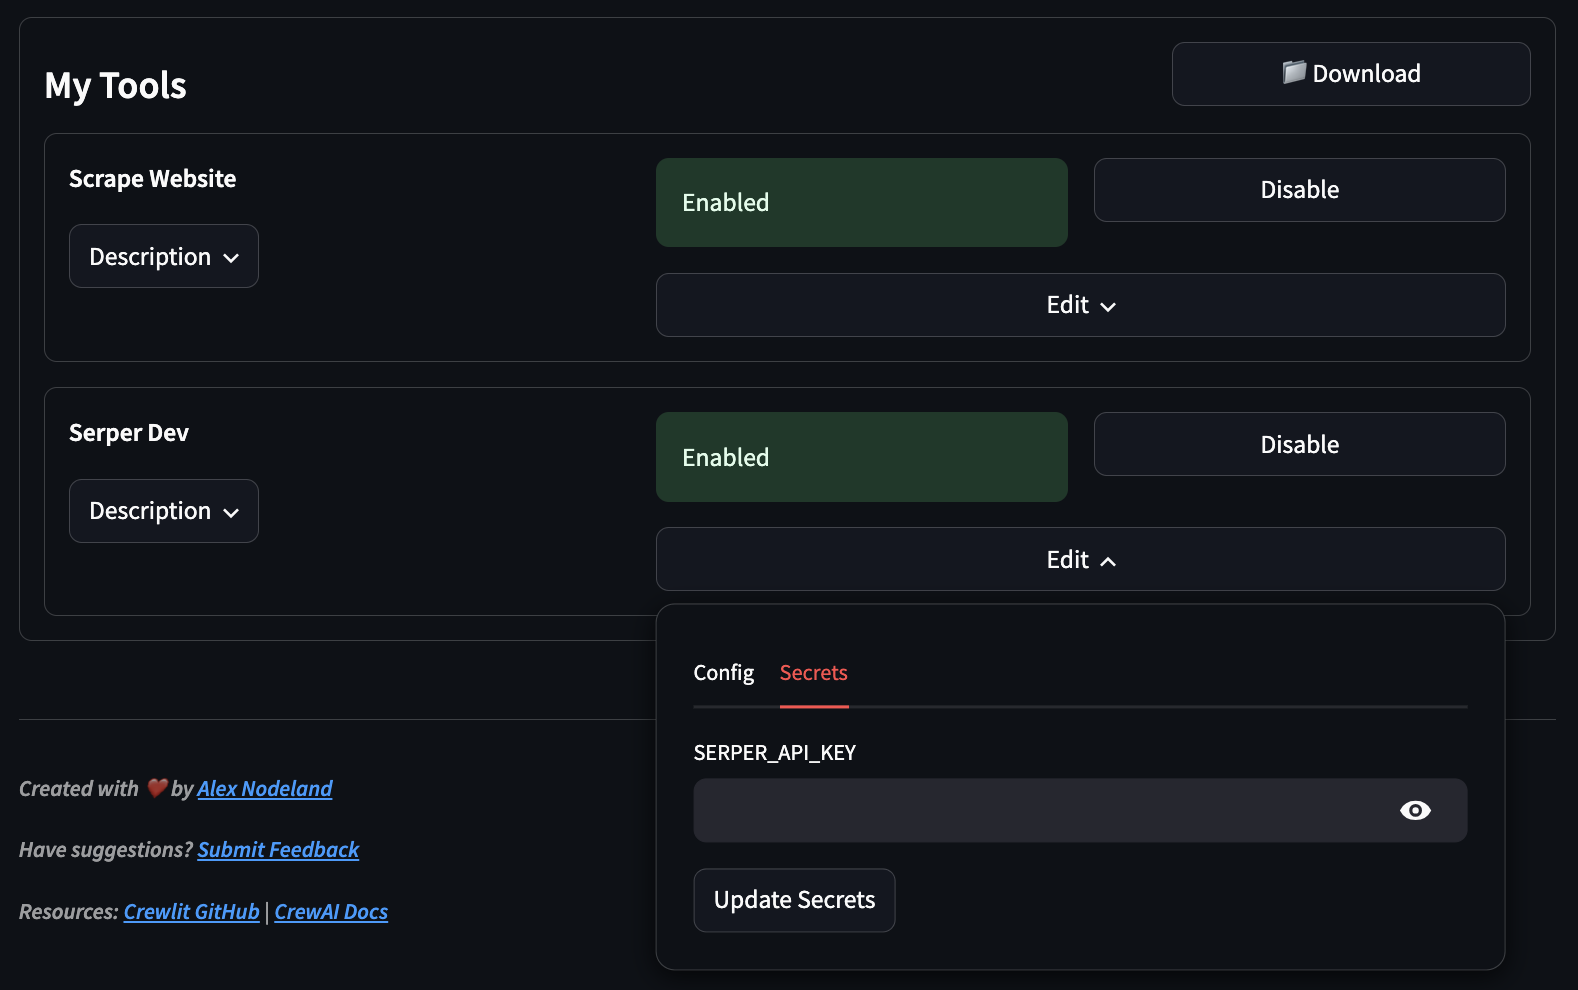 My Tools
📁 Download
Scrape Website
Enabled
Disable
Description
Edit
Serper Dev
Enabled
Disable
Description
Edit
Config Secrets
SERPER_API_KEY
Update Secrets
Created with ❤️ by Alex Nodeland
Have suggestions? Submit Feedback
Resources: Crewlit GitHub | CrewAI Docs